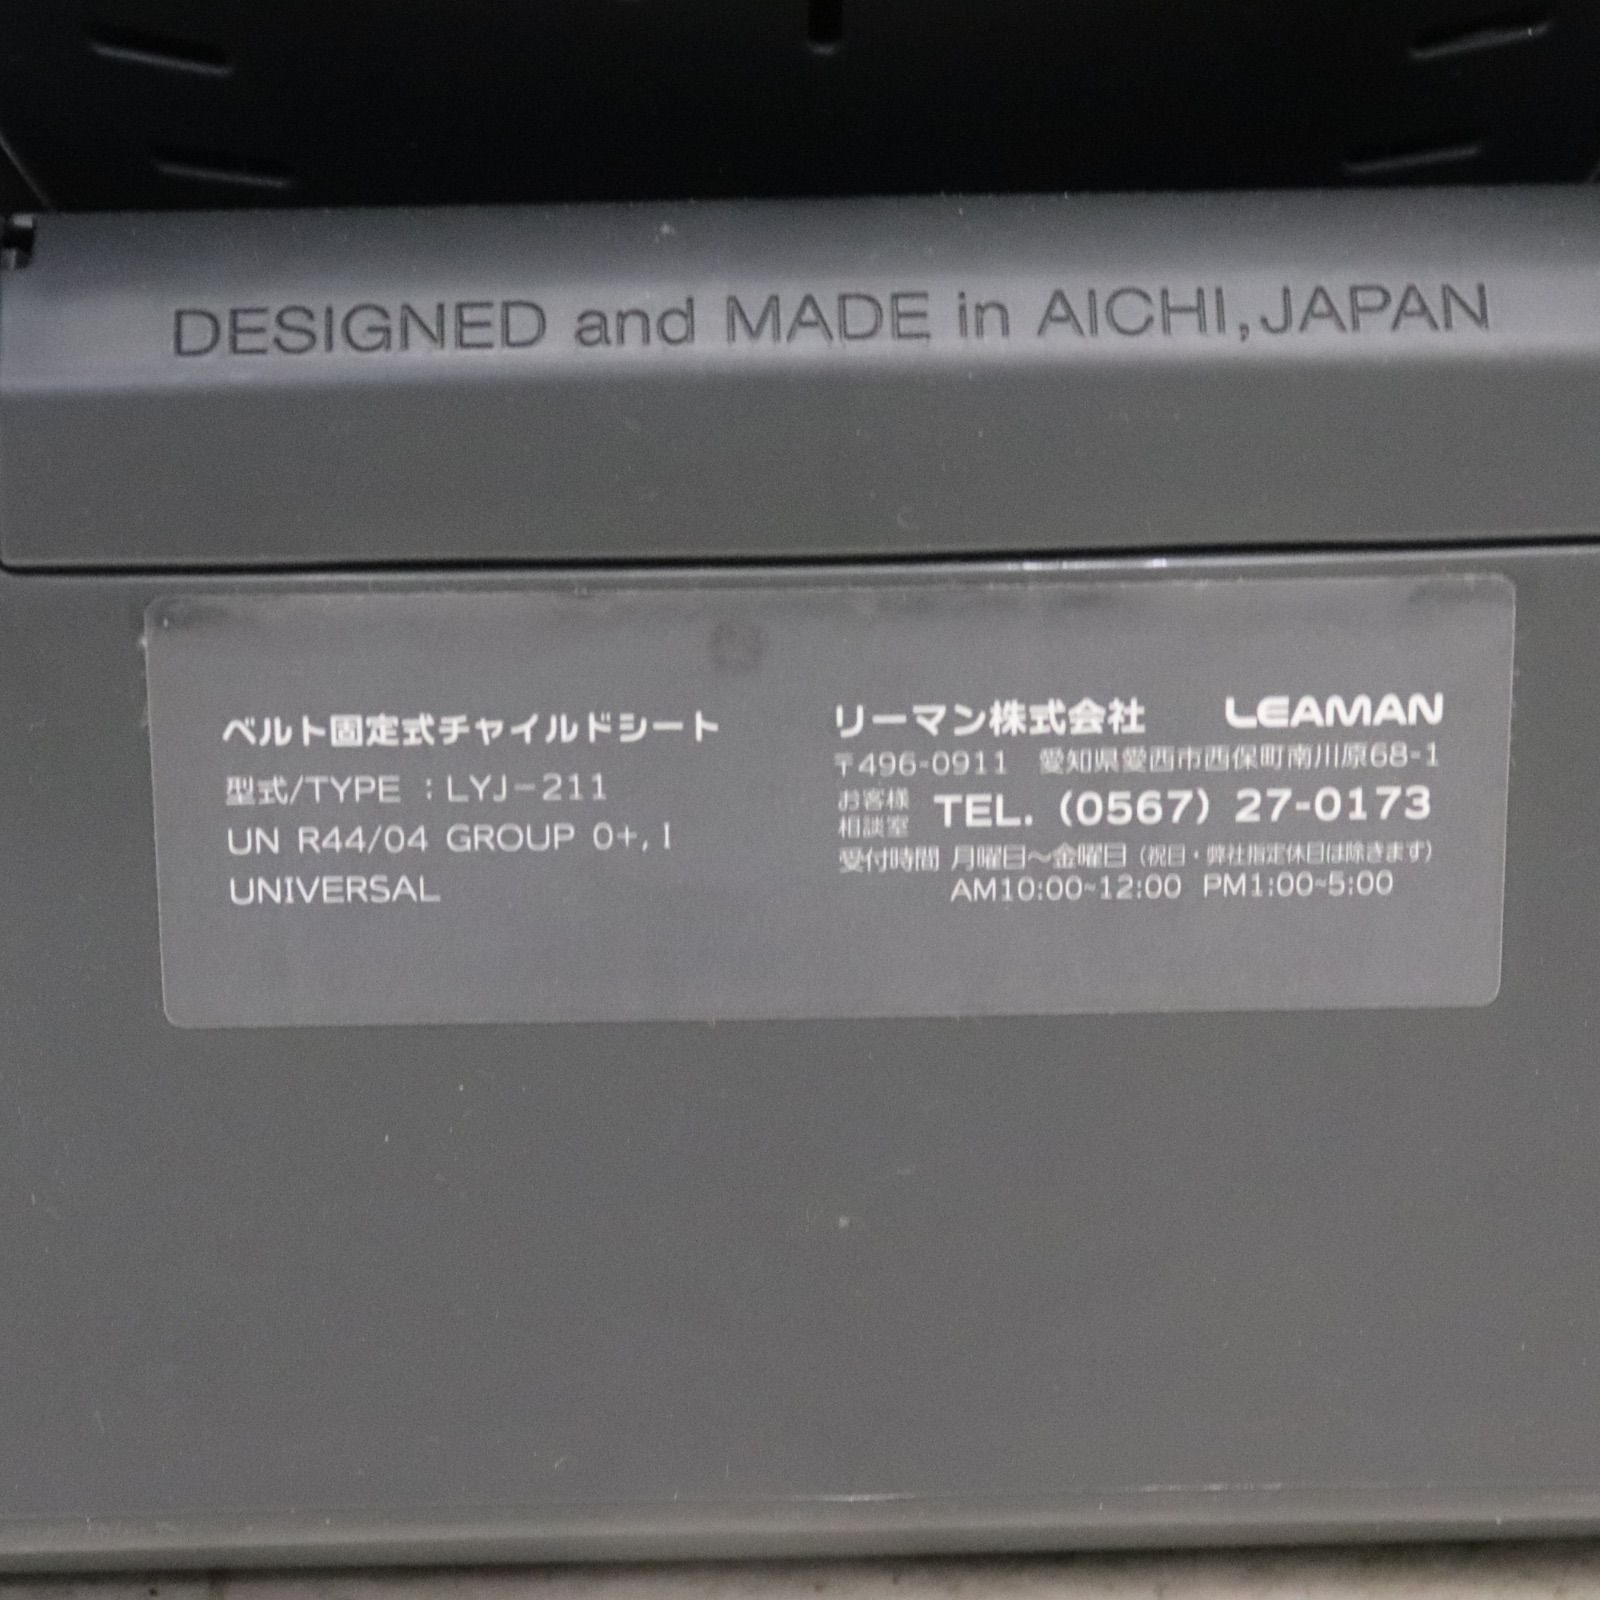 DESIGNED and MADE in AICHI, JAPAN
ベルト固定式チャイルドシート
型式/TYPE : LYJ-211
UN R44/04 GROUP 0+, I
UNIVERSAL
リーマン株式会社 LEAMAN
〒496-0911 愛知県愛西市西保町南川原68-1
お客様相談室 TEL. (0567) 27-0173
受付時間 月曜日~金曜日 (祝日・弊社指定休日は除きます)
AM10:00~12:00 PM1:00~5:00